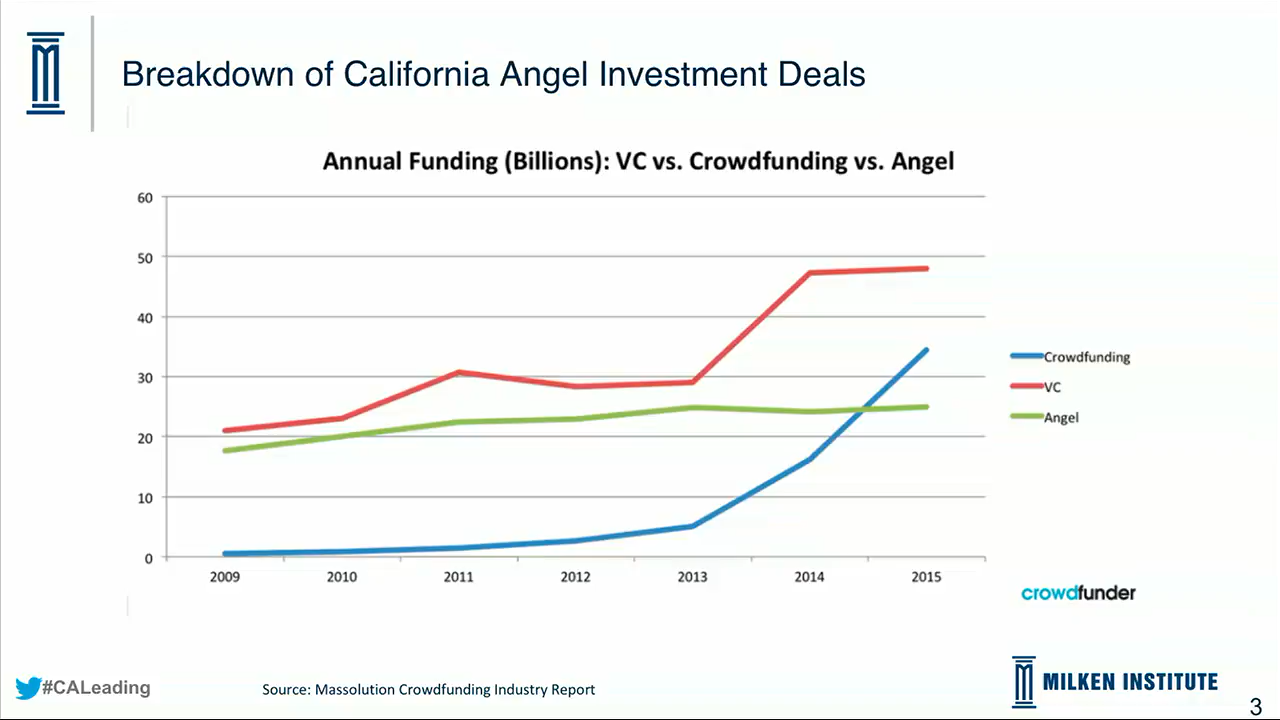 Breakdown of California Angel Investment Deals
Annual Funding (Billions): VC vs. Crowdfunding vs. Angel
60
50
40
30
20
10
0
2009 2010 2011 2012 2013 2014 2015
Crowdfunding
VC
Angel
crowdfunder
#CALeading
Source: Massolution Crowdfunding Industry Report
MILKEN INSTITUTE
3